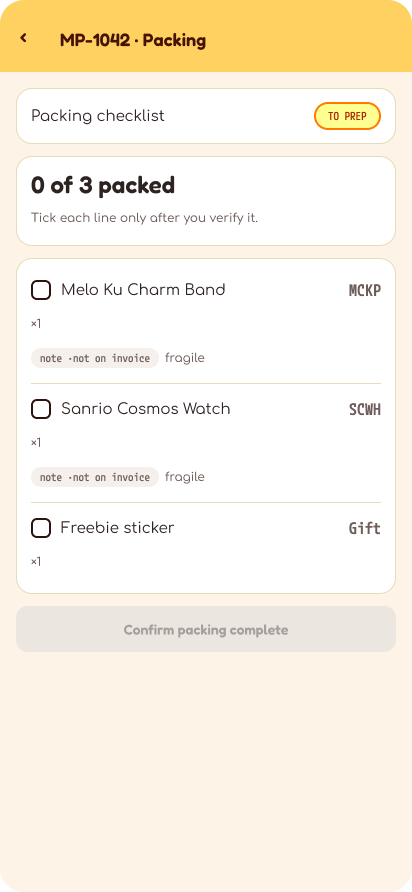 MP-1042 · Packing
Packing checklist
TO PREP
0 of 3 packed
Tick each line only after you verify it.
Melo Ku Charm Band
MCKP
×1
note ·not on invoice fragile
Sanrio Cosmos Watch
SCWH
×1
note ·not on invoice fragile
Freebie sticker
Gift
×1
Confirm packing complete